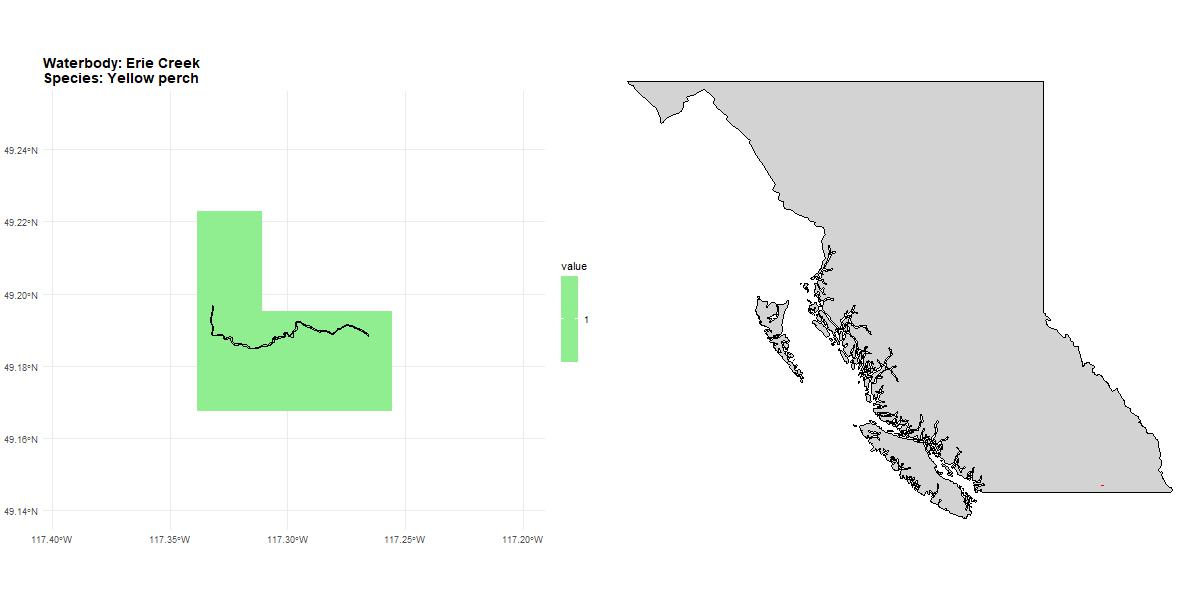 Waterbody: Erie Creek
Species: Yellow perch
49.24°N
49.22°N
49.20°N
49.18°N
49.16°N
49.14°N
117.40°W
117.35°W
117.30°W
117.25°W
117.20°W
value
1